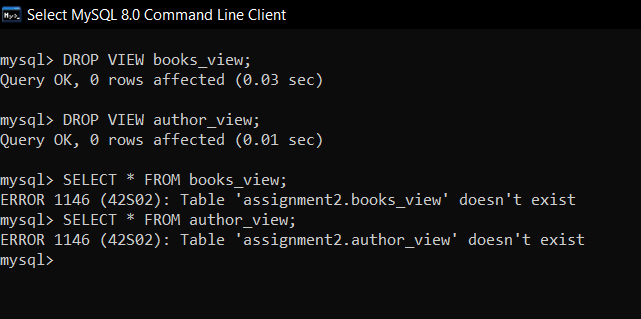 Select MySQL 8.0 Command Line Client
mysql> DROP VIEW books_view;
Query OK, 0 rows affected (0.03 sec)
mysql> DROP VIEW author_view;
Query OK, 0 rows affected (0.01 sec)
mysql> SELECT * FROM books_view;
ERROR 1146 (42S02): Table 'assignment2.books_view' doesn't exist
mysql> SELECT * FROM author_view;
ERROR 1146 (42S02): Table 'assignment2.author_view' doesn't exist
mysql>